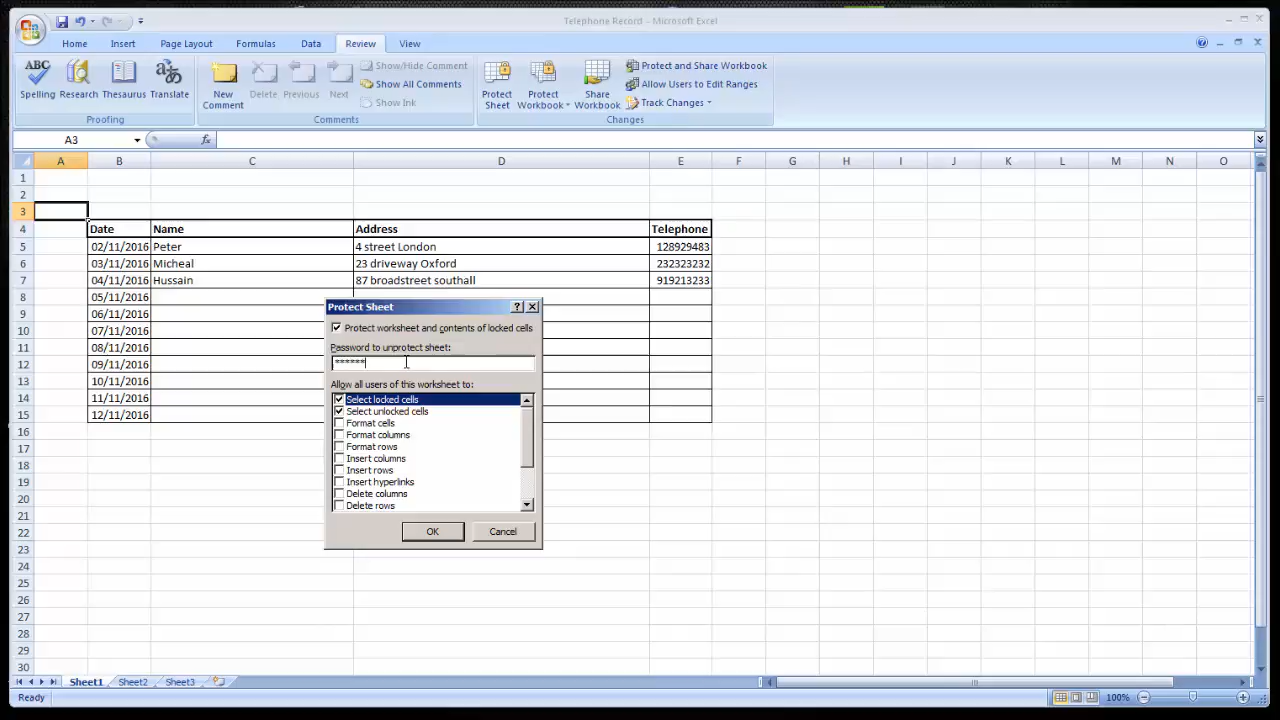 Telephone Record - Microsoft Excel
Home Insert Page Layout Formulas Data Review View
ABC
Spelling Research Thesaurus Translate
Proofing
New Comment Delete Previous Next
Show/Hide Comment
Show All Comments
Show Ink
Comments
Protect Sheet Protect Workbook Share Workbook
Protect and Share Workbook
Allow Users to Edit Ranges
Track Changes
Changes
A3 fx
A B C D E F G H I J K L M N O
1
2
3
4 Date Name Address Telephone
5 02/11/2016 Peter 4 street London 128929483
6 03/11/2016 Micheal 23 driveway Oxford 232323232
7 04/11/2016 Hussain 87 broadstreet southall 919213233
8 05/11/2016
9 06/11/2016
10 07/11/2016
11 08/11/2016
12 09/11/2016
13 10/11/2016
14 11/11/2016
15 12/11/2016
16
17
18
19
20
21
22
23
24
25
26
27
28
29
30
Protect Sheet
Protect worksheet and contents of locked cells
Password to unprotect sheet:
******
Allow all users of this worksheet to:
Select locked cells
Select unlocked cells
Format cells
Format columns
Format rows
Insert columns
Insert rows
Insert hyperlinks
Delete columns
Delete rows
OK Cancel
Sheet1 Sheet2 Sheet3
Ready 100%